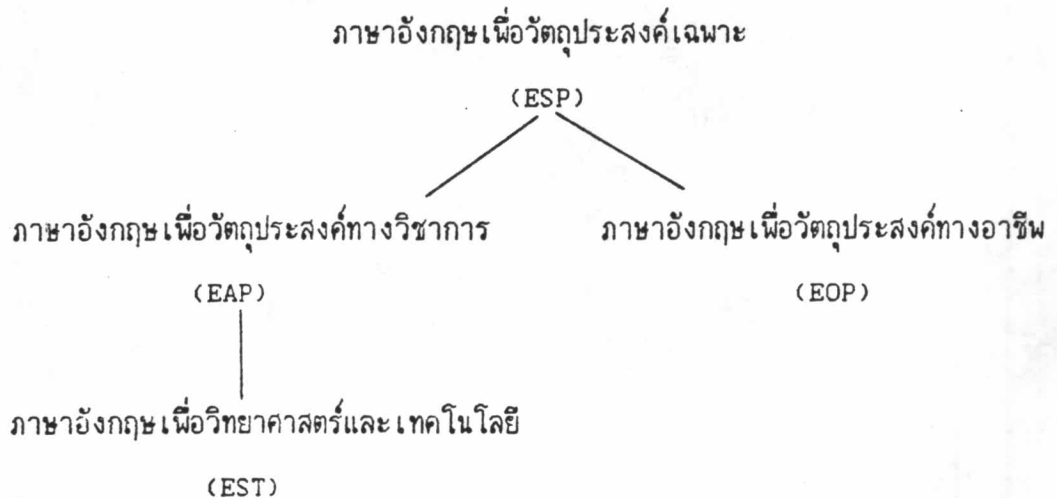 ภาษาอังกฤษเพื่อวัตถุประสงค์เฉพาะ
(ESP)
ภาษาอังกฤษเพื่อวัตถุประสงค์ทางวิชาการ ภาษาอังกฤษเพื่อวัตถุประสงค์ทางอาชีพ
(EAP) (EOP)
ภาษาอังกฤษเพื่อวิทยาศาสตร์และเทคโนโลยี
(EST)